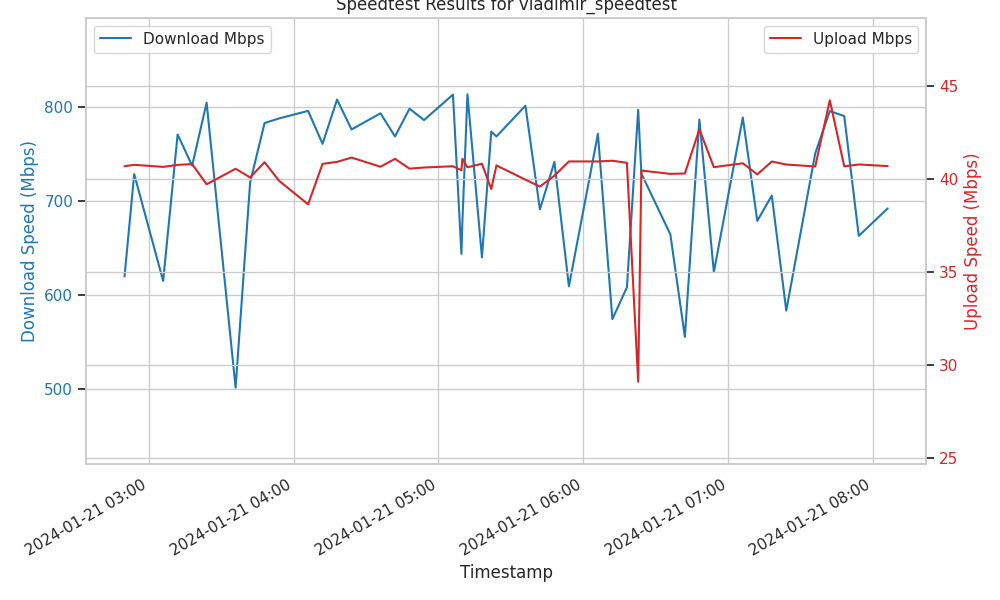 Speedtest Results for vladimir_speedtest
Download Mbps
Upload Mbps
Download Speed (Mbps)
800
700
600
500
45
40
35
30
25
Upload Speed (Mbps)
2024-01-21 03:00
2024-01-21 04:00
2024-01-21 05:00
2024-01-21 06:00
2024-01-21 07:00
2024-01-21 08:00
Timestamp